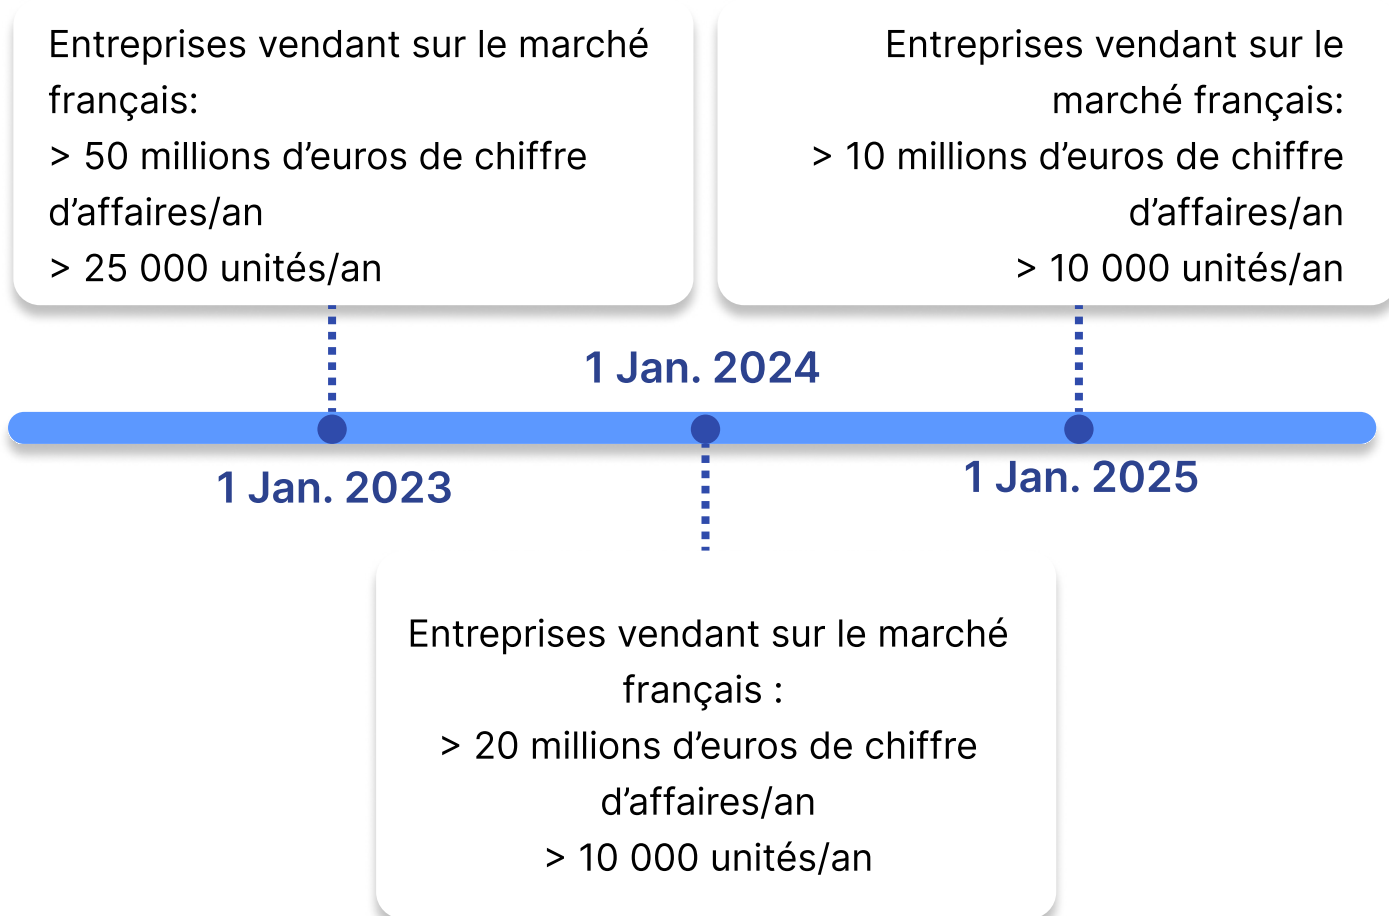 Entreprises vendant sur le marché
français:
> 50 millions d’euros de chiffre
d’affaires/an
> 25 000 unités/an
Entreprises vendant sur le
marché français:
> 10 millions d’euros de chiffre
d’affaires/an
> 10 000 unités/an
1 Jan. 2024
1 Jan. 2023
1 Jan. 2025
Entreprises vendant sur le marché
français :
> 20 millions d’euros de chiffre
d’affaires/an
> 10 000 unités/an